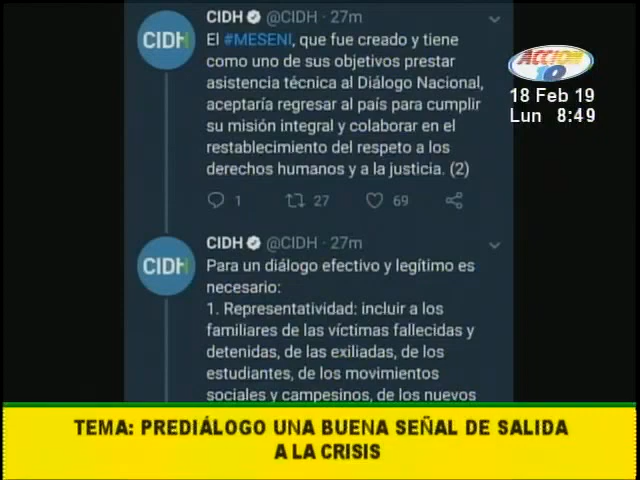 CIDH @CIDH · 27m
El #MESENI, que fue creado y tiene
como uno de sus objetivos prestar
asistencia técnica al Diálogo Nacional,
aceptaría regresar al país para cumplir
su misión integral y colaborar en el
restablecimiento del respeto a los
derechos humanos y a la justicia. (2)
1 27 69
CIDH @CIDH · 27m
Para un diálogo efectivo y legítimo es
necesario:
1. Representatividad: incluir a los
familiares de las víctimas fallecidas y
detenidas, de las exiliadas, de los
estudiantes, de los movimientos
sociales y campesinos, de los nuevos
CIDH
CIDH
ACCION
10
18 Feb 19
Lun 8:49
TEMA: PREDIÁLOGO UNA BUENA SEÑAL DE SALIDA
A LA CRISIS